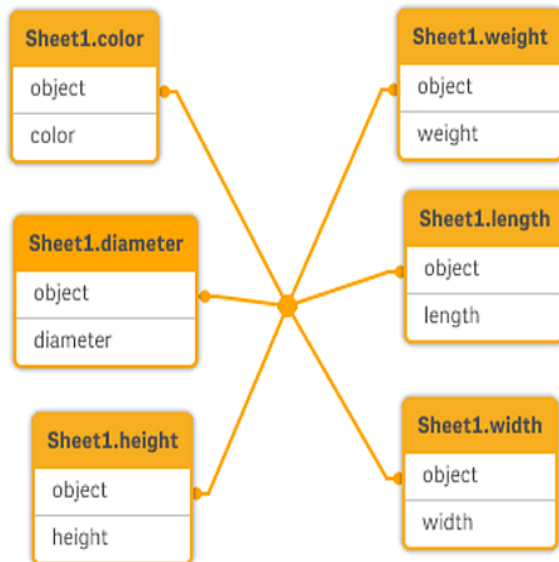 Sheet1.color
object
color
Sheet1.diameter
object
diameter
Sheet1.height
object
height
Sheet1.weight
object
weight
Sheet1.length
object
length
Sheet1.width
object
width